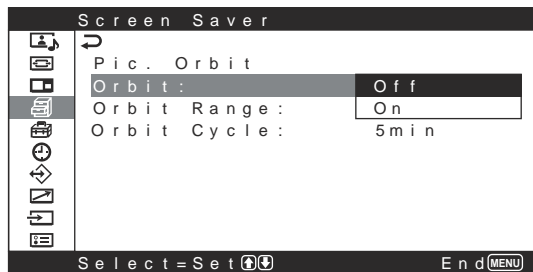 Screen Saver
Pic. Orbit
Orbit: Off
Orbit Range: On
Orbit Cycle: 5min
Select=Set End MENU